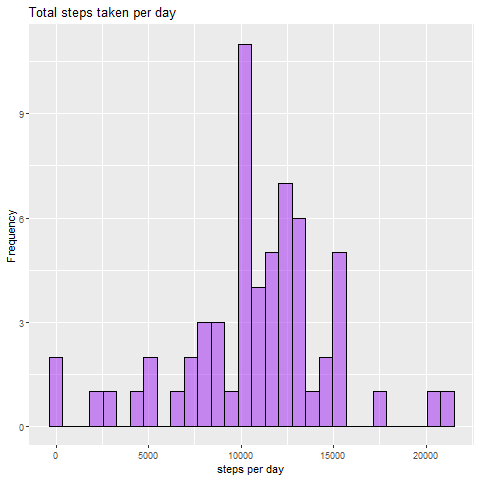 Total steps taken per day
Frequency
9
6
3
0
0 5000 10000 15000 20000
steps per day